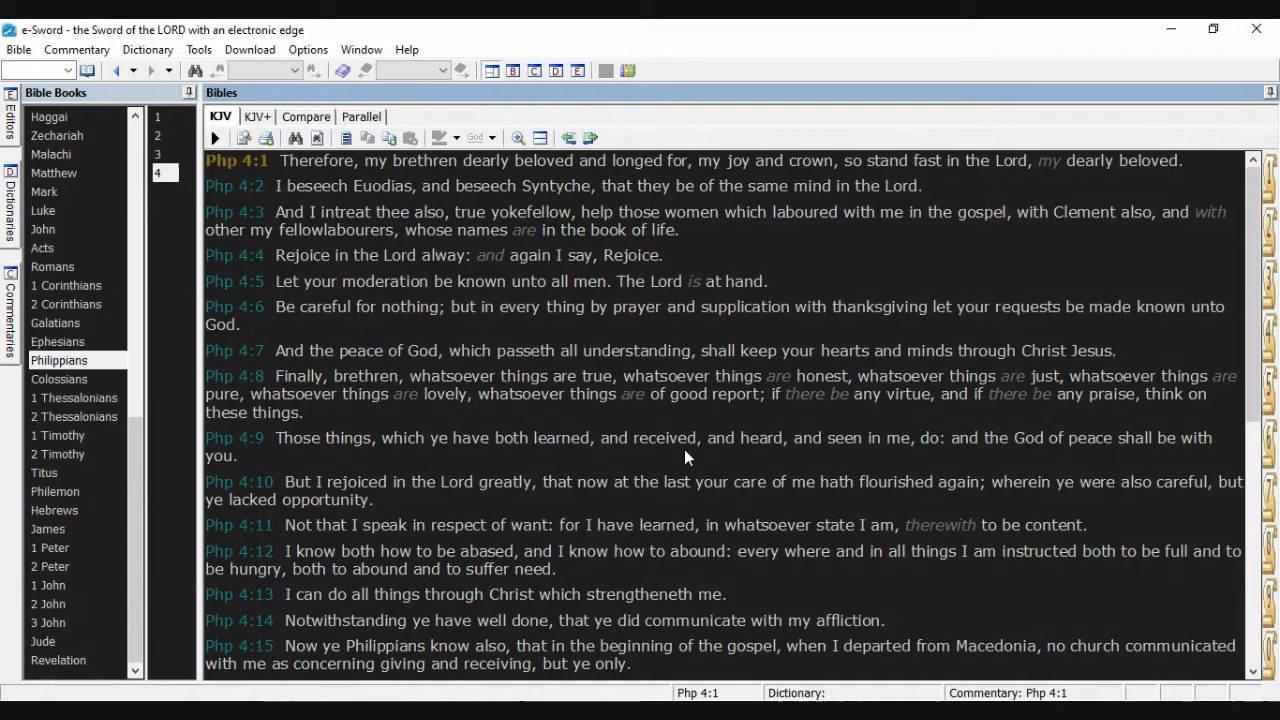 e-Sword - the Sword of the LORD with an electronic edge
Bible Commentary Dictionary Tools Download Options Window Help
B C D E
Bible Books
Bibles
E Editors
D Dictionaries
C Commentaries
Haggai
Zechariah
Malachi
Matthew
Mark
Luke
John
Acts
Romans
1 Corinthians
2 Corinthians
Galatians
Ephesians
Philippians
Colossians
1 Thessalonians
2 Thessalonians
1 Timothy
2 Timothy
Titus
Philemon
Hebrews
James
1 Peter
2 Peter
1 John
2 John
3 John
Jude
Revelation
1
2
3
4
KJV KJV+ Compare Parallel
God
Php 4:1 Therefore, my brethren dearly beloved and longed for, my joy and crown, so stand fast in the Lord, my dearly beloved.
Php 4:2 I beseech Euodias, and beseech Syntyche, that they be of the same mind in the Lord.
Php 4:3 And I intreat thee also, true yokefellow, help those women which laboured with me in the gospel, with Clement also, and with
other my fellowlabourers, whose names are in the book of life.
Php 4:4 Rejoice in the Lord alway: and again I say, Rejoice.
Php 4:5 Let your moderation be known unto all men. The Lord is at hand.
Php 4:6 Be careful for nothing; but in every thing by prayer and supplication with thanksgiving let your requests be made known unto
God.
Php 4:7 And the peace of God, which passeth all understanding, shall keep your hearts and minds through Christ Jesus.
Php 4:8 Finally, brethren, whatsoever things are true, whatsoever things are honest, whatsoever things are just, whatsoever things are
pure, whatsoever things are lovely, whatsoever things are of good report; if there be any virtue, and if there be any praise, think on
these things.
Php 4:9 Those things, which ye have both learned, and received, and heard, and seen in me, do: and the God of peace shall be with
you.
Php 4:10 But I rejoiced in the Lord greatly, that now at the last your care of me hath flourished again; wherein ye were also careful, but
ye lacked opportunity.
Php 4:11 Not that I speak in respect of want: for I have learned, in whatsoever state I am, therewith to be content.
Php 4:12 I know both how to be abased, and I know how to abound: every where and in all things I am instructed both to be full and to
be hungry, both to abound and to suffer need.
Php 4:13 I can do all things through Christ which strengtheneth me.
Php 4:14 Notwithstanding ye have well done, that ye did communicate with my affliction.
Php 4:15 Now ye Philippians know also, that in the beginning of the gospel, when I departed from Macedonia, no church communicated
with me as concerning giving and receiving, but ye only.
1
2
3
4
5
6
7
8
9
0
Php 4:1 Dictionary: Commentary: Php 4:1